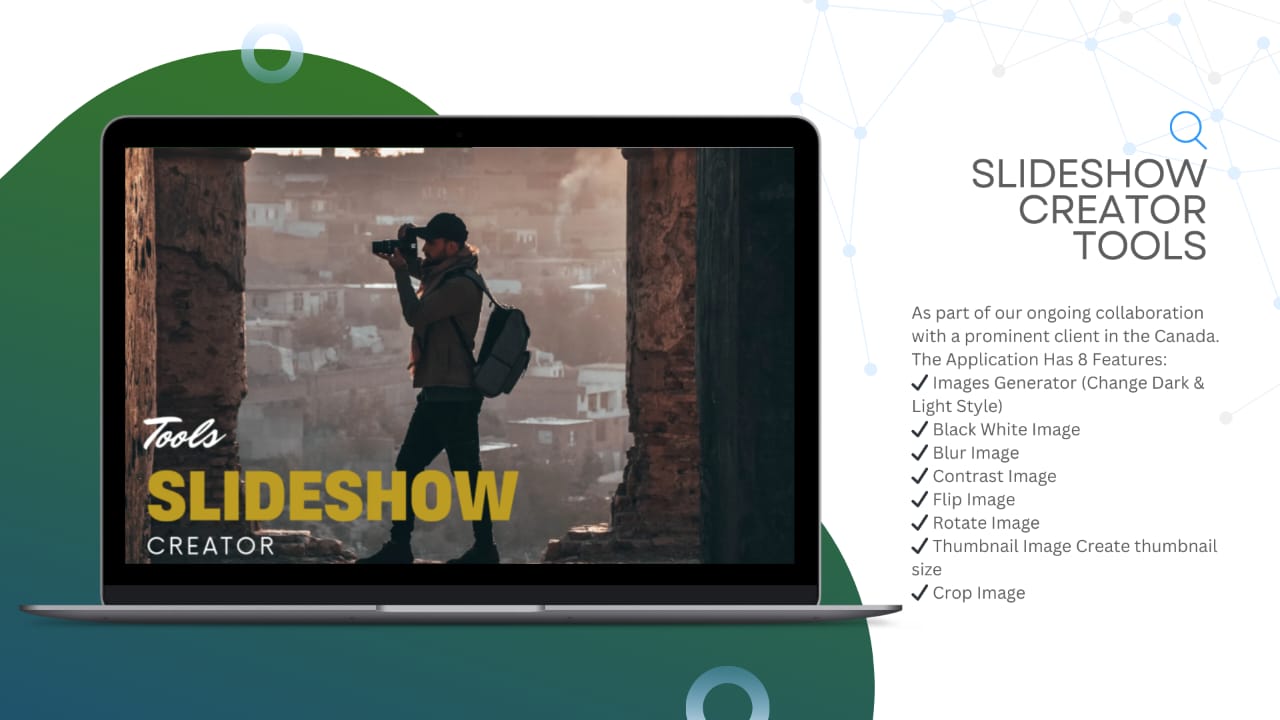 Tools
SLIDESHOW
CREATOR
SLIDESHOW
CREATOR
TOOLS
As part of our ongoing collaboration
with a prominent client in the Canada.
The Application Has 8 Features:
✔ Images Generator (Change Dark &
Light Style)
✔ Black White Image
✔ Blur Image
✔ Contrast Image
✔ Flip Image
✔ Rotate Image
✔ Thumbnail Image Create thumbnail
size
✔ Crop Image